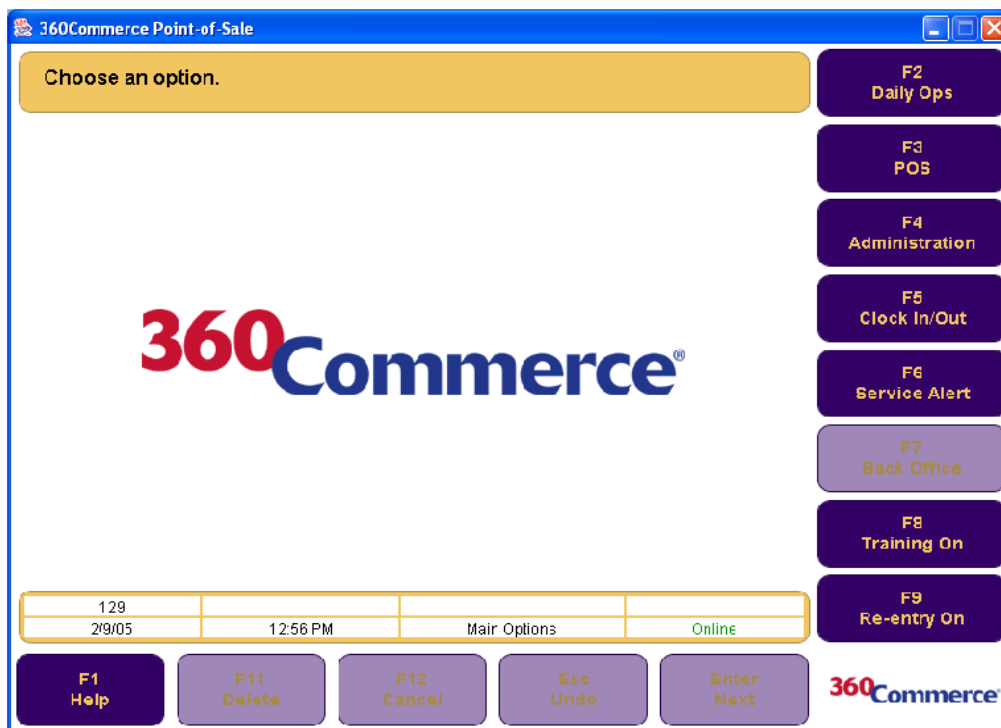 360Commerce Point-of-Sale
Choose an option.
360Commerce®
F2
Daily Ops
F3
POS
F4
Administration
F5
Clock In/Out
F6
Service Alert
F7
Back Office
F8
Training On
F9
Re-entry On
129
2/9/05 12:56 PM Main Options Online
F1
Help
F11
Delete
F12
Cancel
Esc
Undo
Enter
Next
360Commerce